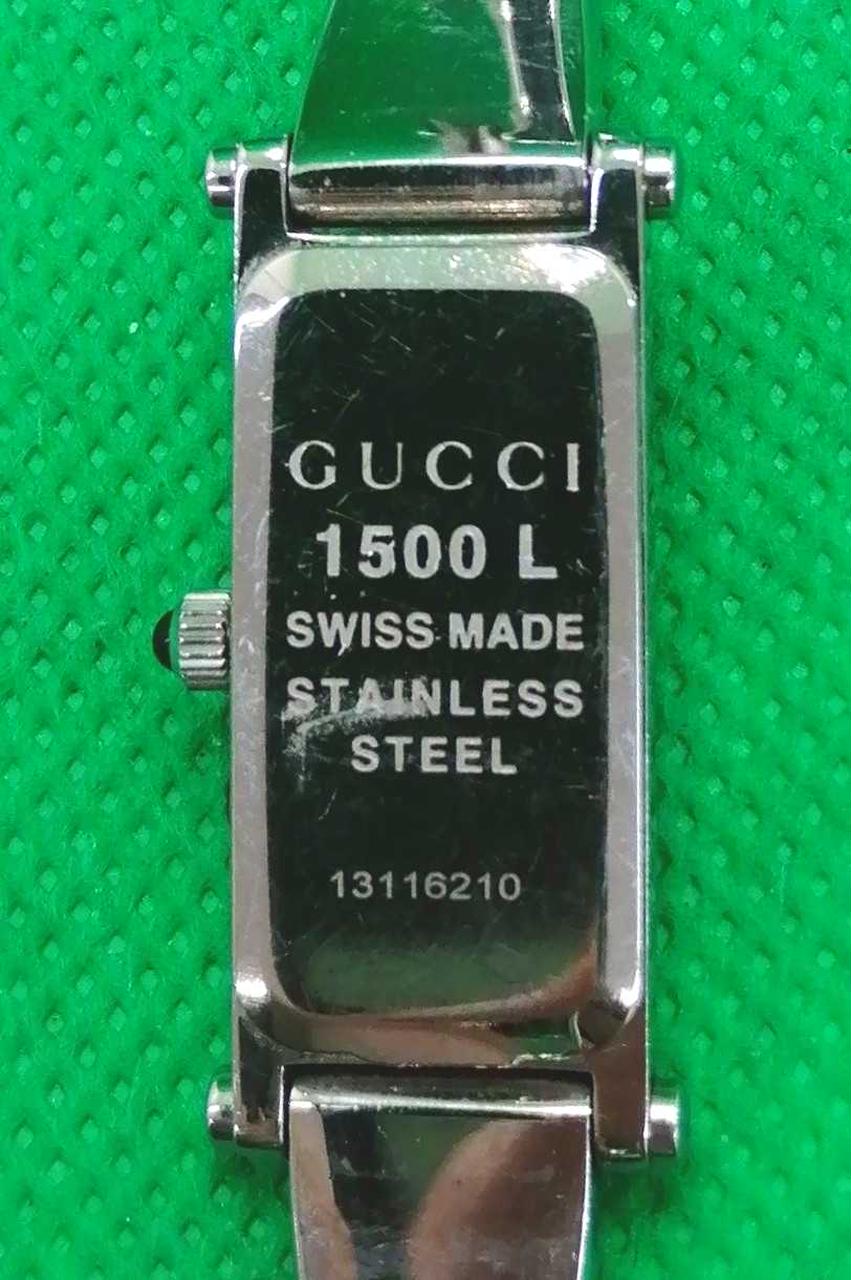 GUCCI
1500 L
SWISS MADE
STAINLESS
STEEL
13116210